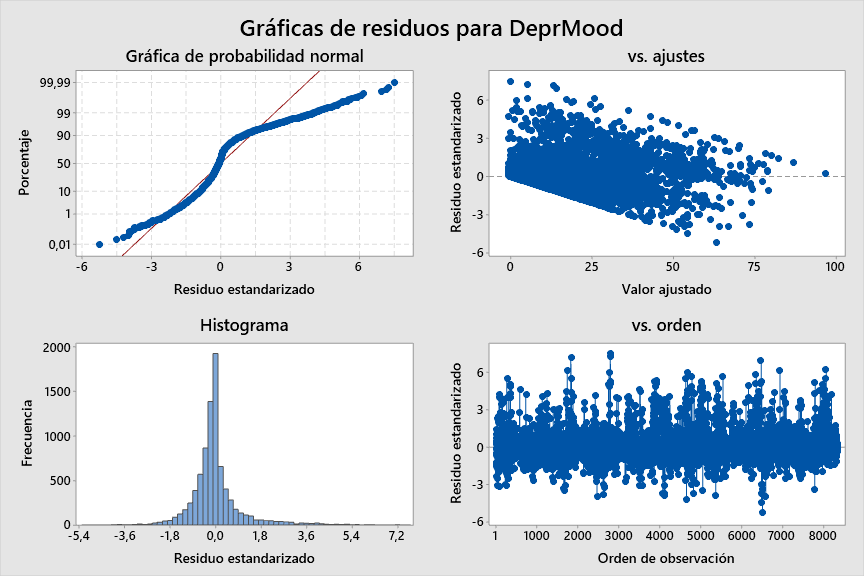 Gráficas de residuos para DeprMood
Gráfica de probabilidad normal
99,99
99
90
50
10
1
0,01
Porcentaje
-6 -3 0 3 6
Residuo estandarizado
vs. ajustes
6
3
0
-3
-6
Residuo estandarizado
0 25 50 75 100
Valor ajustado
Histograma
2000
1500
1000
500
0
Frecuencia
-5,4 -3,6 -1,8 0,0 1,8 3,6 5,4 7,2
Residuo estandarizado
vs. orden
6
3
0
-3
-6
Residuo estandarizado
1 1000 2000 3000 4000 5000 6000 7000 8000
Orden de observación